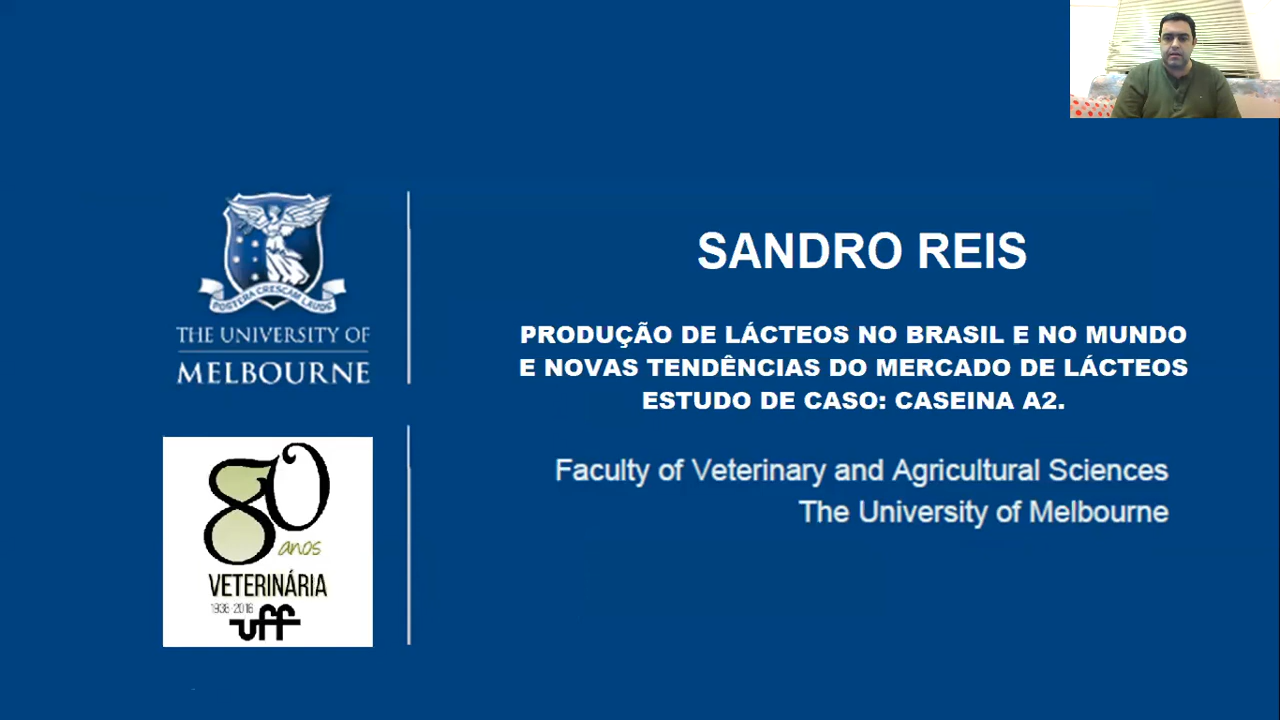 SANDRO REIS
PRODUÇÃO DE LÁCTEOS NO BRASIL E NO MUNDO
E NOVAS TENDÊNCIAS DO MERCADO DE LÁCTEOS
ESTUDO DE CASO: CASEINA A2.
Faculty of Veterinary and Agricultural Sciences
The University of Melbourne
POSTERA CRESCAM LAUDE
THE UNIVERSITY OF
MELBOURNE
80
anos
VETERINÁRIA
uff